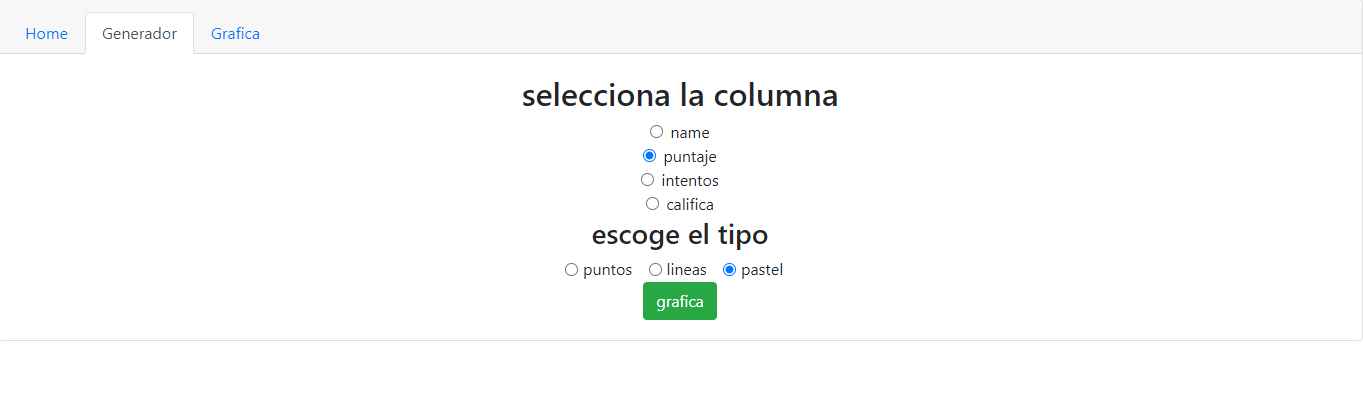 Home Generador Grafica
selecciona la columna
name
puntaje
intentos
califica
escoge el tipo
puntos lineas pastel
grafica